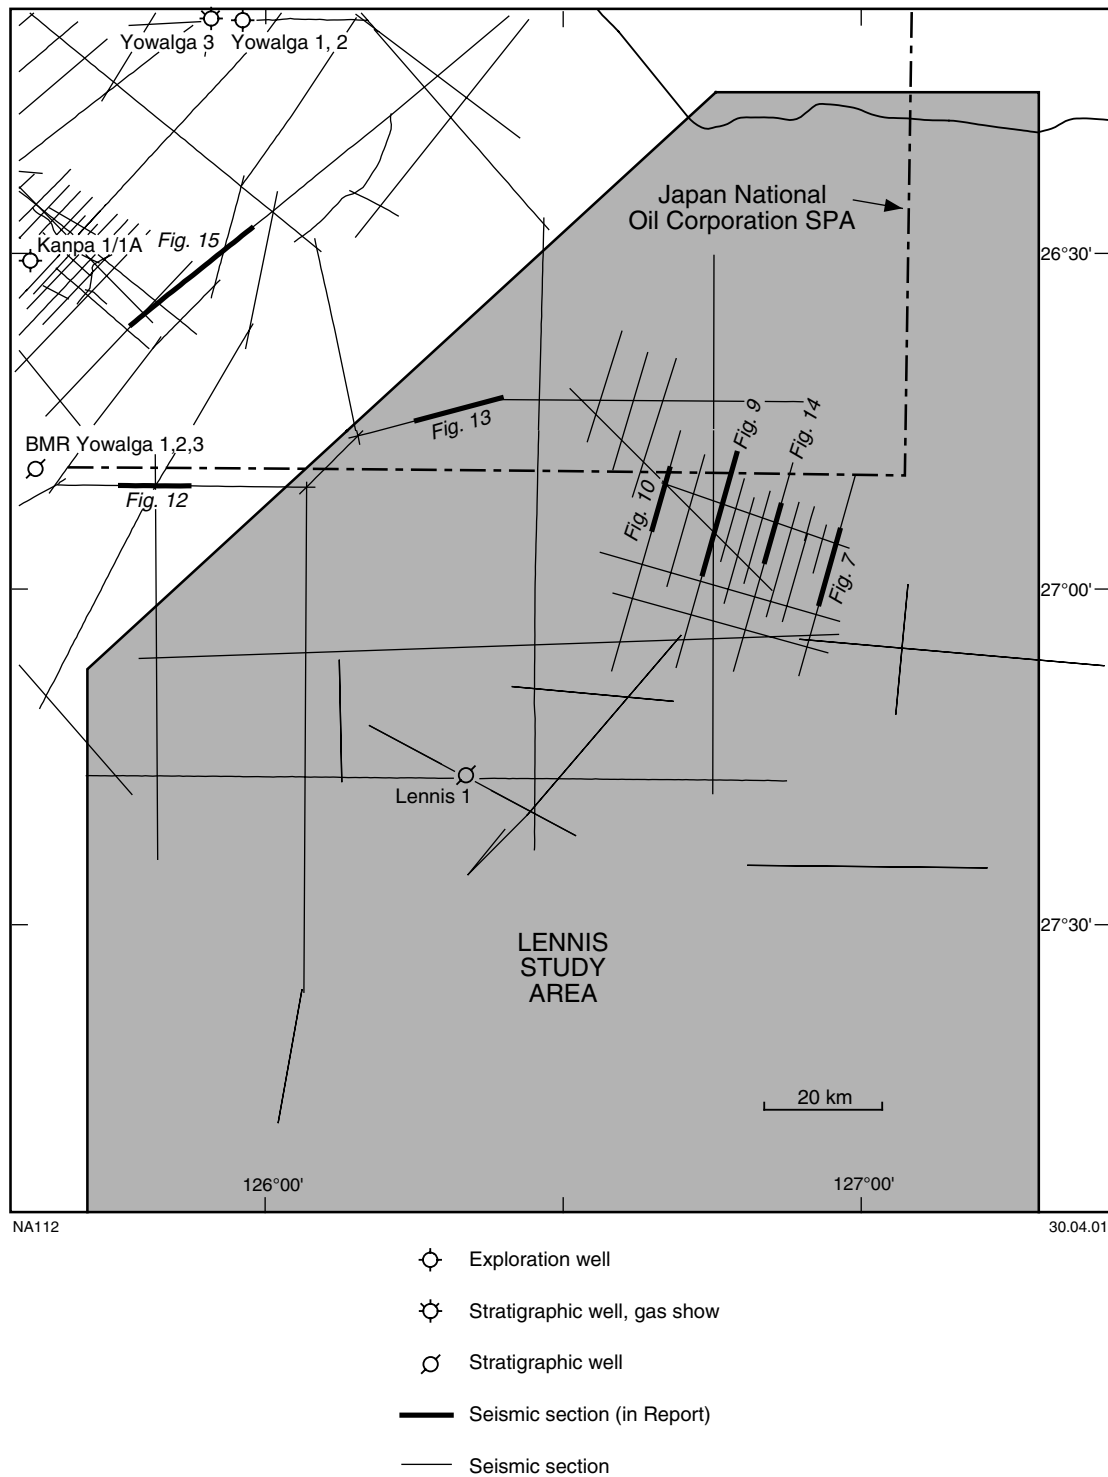 Yowalga 3
Yowalga 1, 2
Japan National
Oil Corporation SPA
Kanpa 1/1A
Fig. 15
26°30'
Fig. 13
Fig. 9
Fig. 14
BMR Yowalga 1,2,3
Fig. 12
Fig. 10
Fig. 7
27°00'
Lennis 1
27°30'
LENNIS
STUDY
AREA
20 km
126°00'
127°00'
NA112
30.04.01
Exploration well
Stratigraphic well, gas show
Stratigraphic well
Seismic section (in Report)
Seismic section